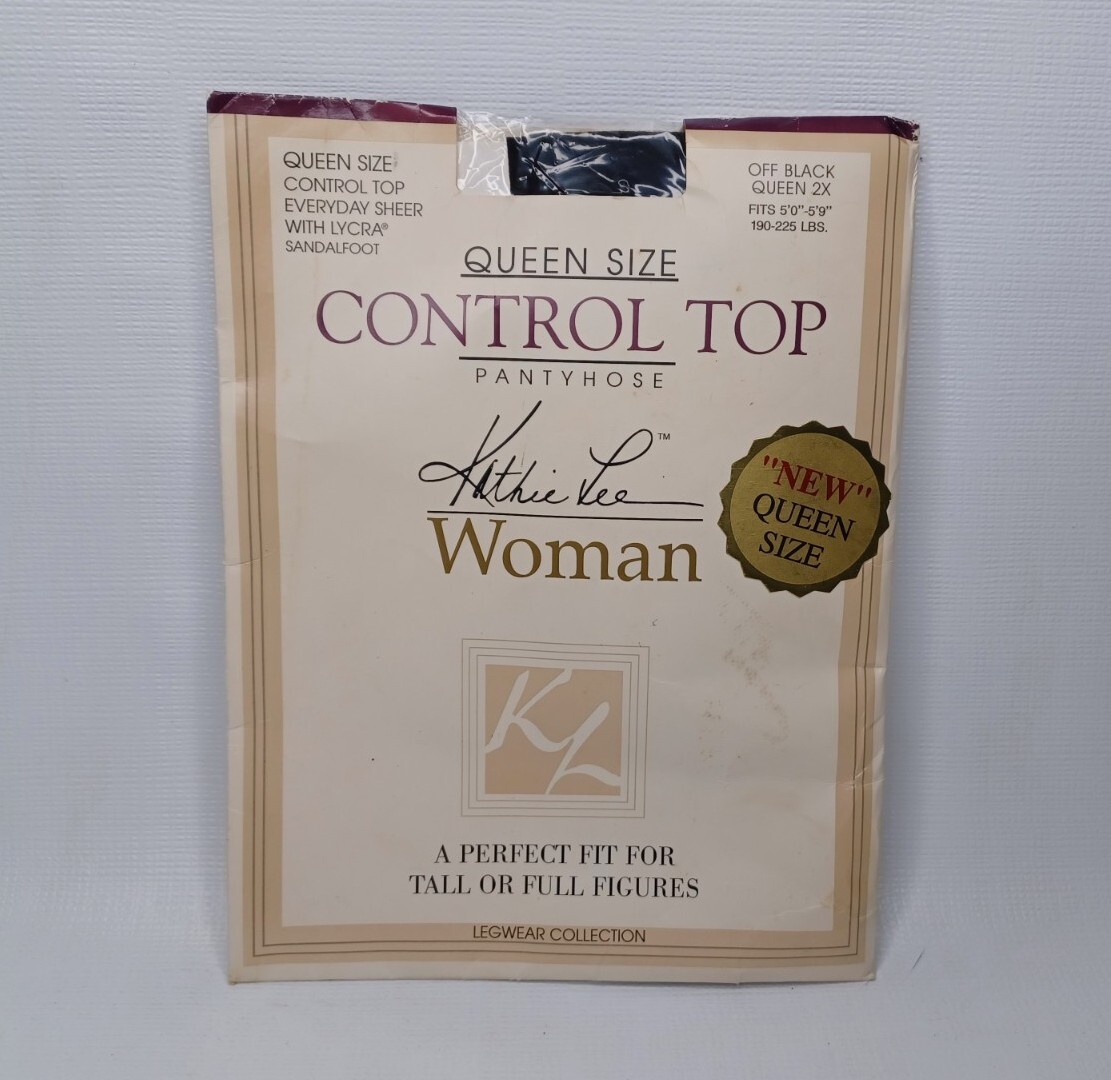 QUEEN SIZE
CONTROL TOP
EVERYDAY SHEER
WITH LYCRA®
SANDALFOOT
OFF BLACK
QUEEN 2X
FITS 5'0"-5'9"
190-225 LBS.
QUEEN SIZE
CONTROL TOP
PANTYHOSE
Kathie Lee™
Woman
"NEW"
QUEEN
SIZE
KL
A PERFECT FIT FOR
TALL OR FULL FIGURES
LEGWEAR COLLECTION